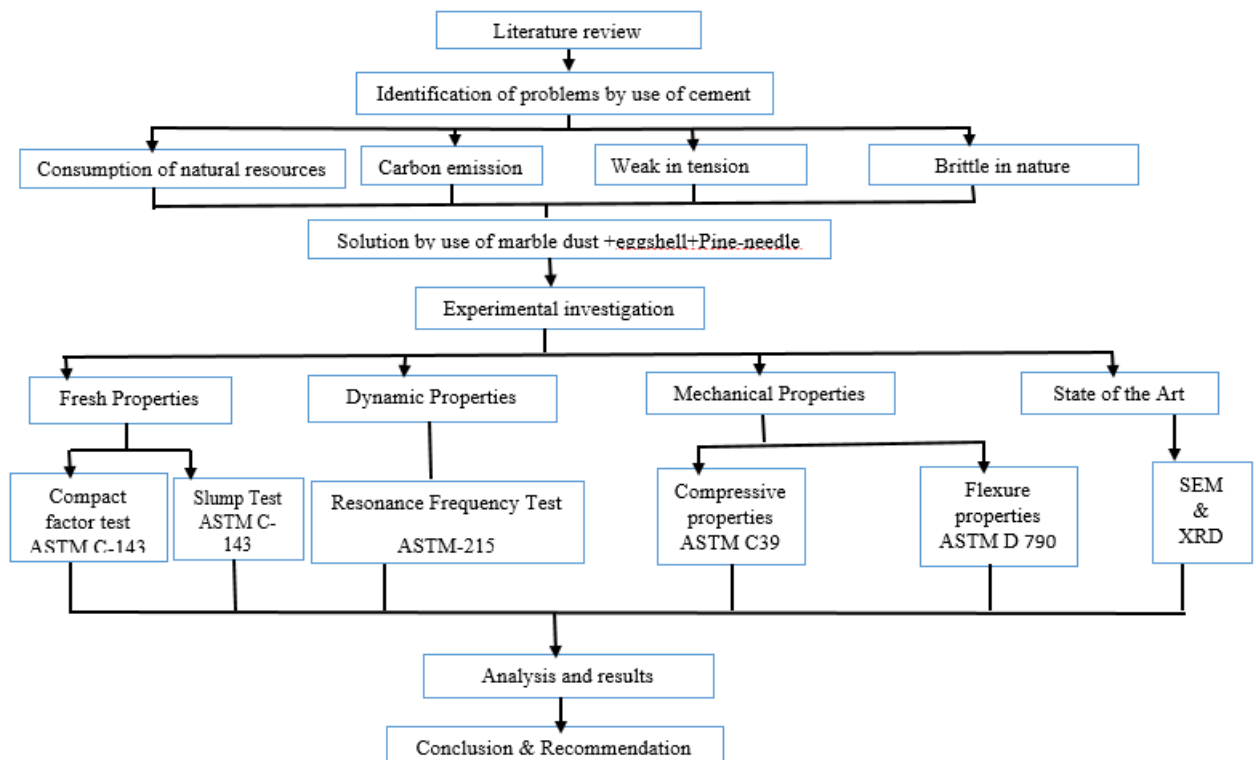 Literature review
Identification of problems by use of cement
Consumption of natural resources
Carbon emission
Weak in tension
Brittle in nature
Solution by use of marble dust +eggshell+Pine-needle
Experimental investigation
Fresh Properties
Dynamic Properties
Mechanical Properties
State of the Art
Compact
factor test
ASTM C-143
Slump Test
ASTM C-
143
Resonance Frequency Test
ASTM-215
Compressive
properties
ASTM C39
Flexure
properties
ASTM D 790
SEM
&
XRD
Analysis and results
Conclusion & Recommendation